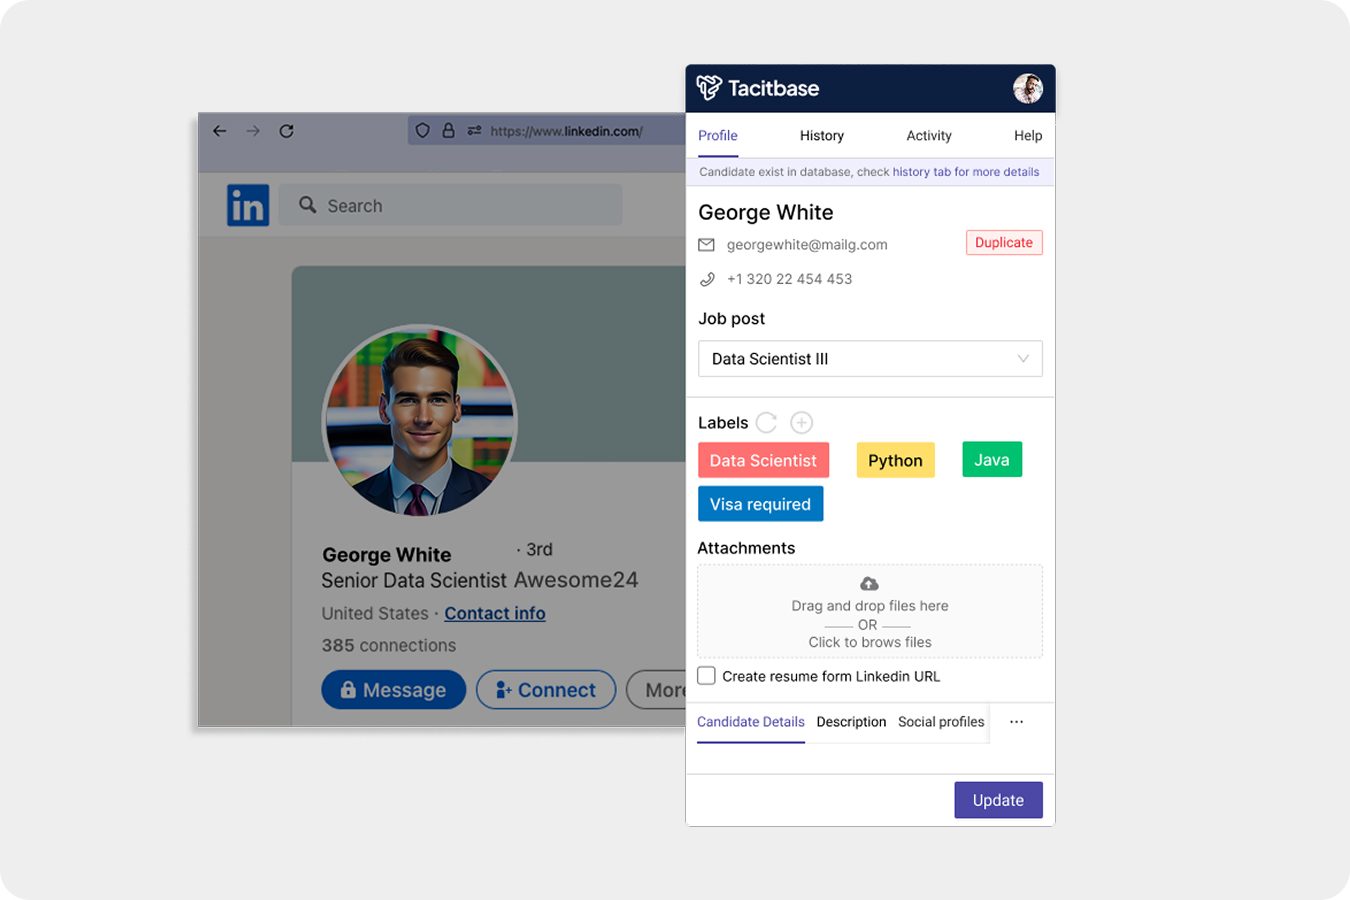 https://www.linkedin.com/
in
Search
George White
· 3rd
Senior Data Scientist Awesome24
United States · Contact info
385 connections
Message
Connect
More
Tacitbase
Profile History Activity Help
Candidate exist in database, check history tab for more details
George White
georgewhite@mailg.com
Duplicate
+1 320 22 454 453
Job post
Data Scientist III
Labels
Data Scientist
Python
Java
Visa required
Attachments
Drag and drop files here
OR
Click to brows files
Create resume form Linkedin URL
Candidate Details Description Social profiles ···
Update